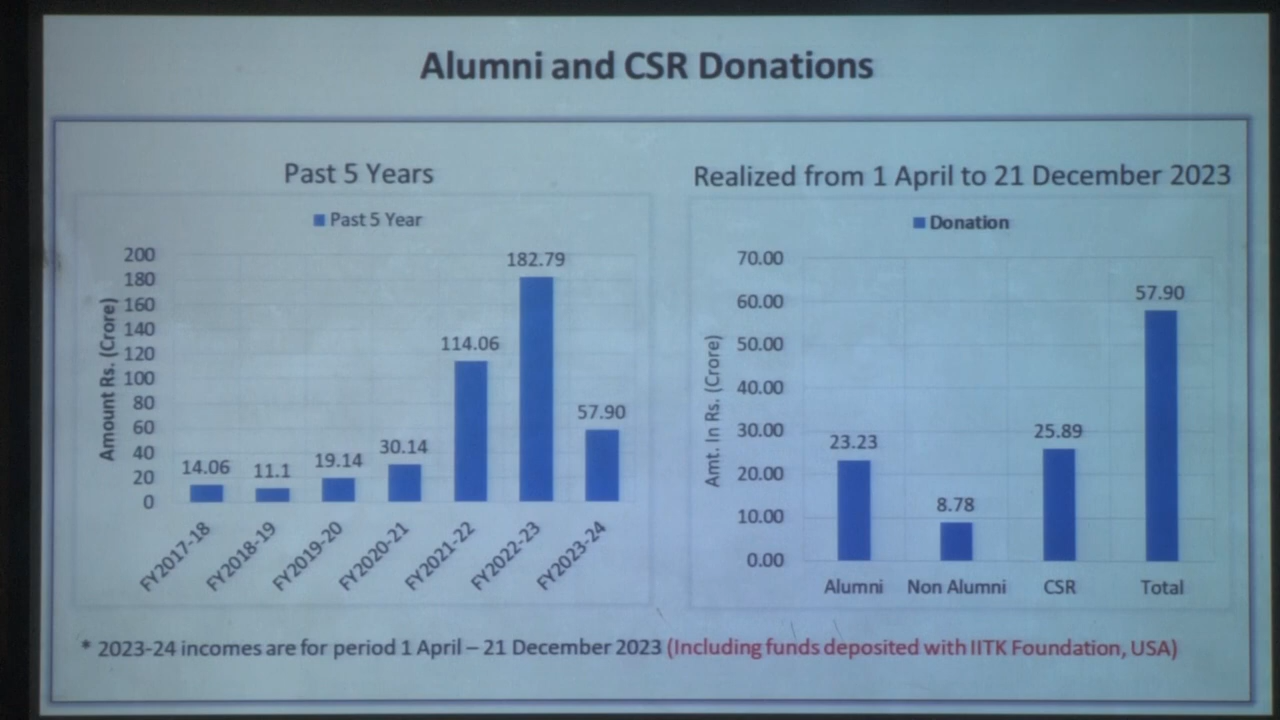 Alumni and CSR Donations
Past 5 Years
Past 5 Year
Amount Rs. (Crore)
200
180
160
140
120
100
80
60
40
20
0
14.06
11.1
19.14
30.14
114.06
182.79
57.90
FY2017-18
FY2018-19
FY2019-20
FY2020-21
FY2021-22
FY2022-23
FY2023-24
Realized from 1 April to 21 December 2023
Donation
Amt. In Rs. (Crore)
70.00
60.00
50.00
40.00
30.00
20.00
10.00
0.00
23.23
8.78
25.89
57.90
Alumni
Non Alumni
CSR
Total
* 2023-24 incomes are for period 1 April – 21 December 2023 (Including funds deposited with IITK Foundation, USA)